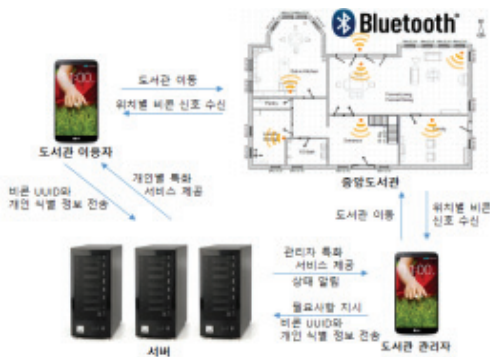 Bluetooth
1:00
도서관 이동
위치별 비콘 신호 수신
도서관 이용자
중앙도서관
비콘 UUID와
개인 식별 정보 전송
개인별 특화
서비스 제공
도서관 이동
위치별 비콘
신호 수신
관리자 특화
서비스 제공
상태 알림
필요사항 지시
비콘 UUID와
개인 식별 정보 전송
1:00
서버
도서관 관리자